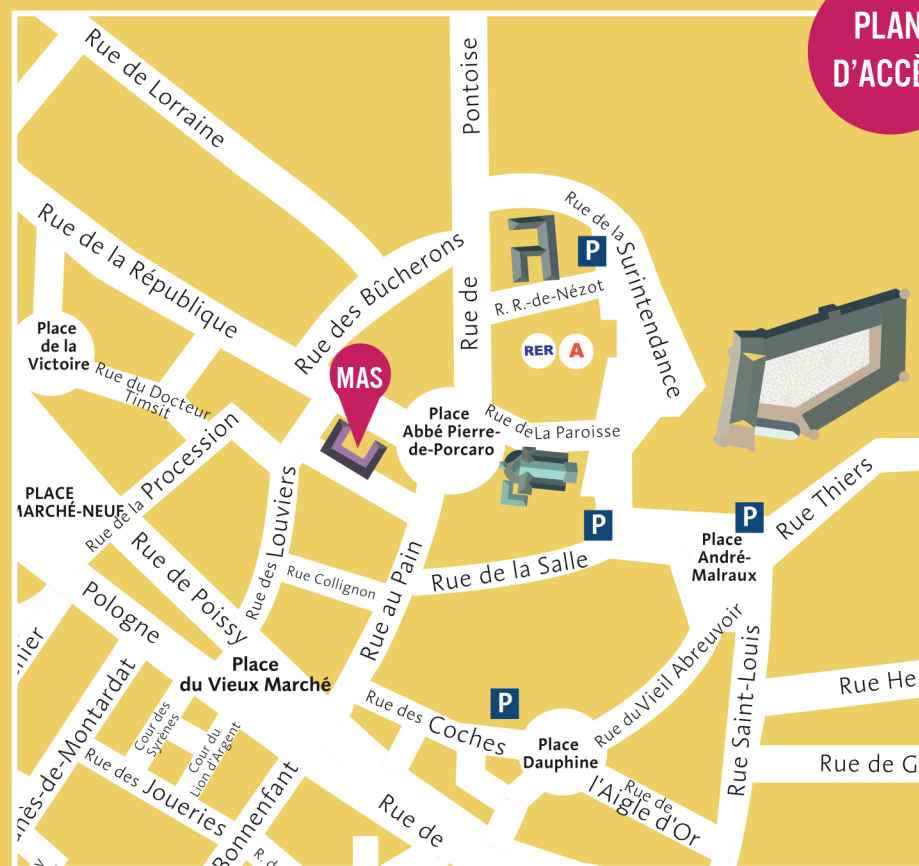 PLAN
D'ACCÈ
Rue de Lorraine
Pontoise
Rue de
Rue de la Surintendance
P
R. R.-de-Nézot
RER A
Rue de la République
Rue des Bûcherons
Place
de la
Victoire
Rue du Docteur
Timsit
MAS
Place
Abbé Pierre-
de-Porcaro
Rue de La Paroisse
Rue de la Procession
PLACE
MARCHÉ-NEUF
Rue des Louviers
Rue Collignon
Rue au Pain
Rue de la Salle
P
P
Place
André-
Malraux
Rue Thiers
Rue de Poissy
Pologne
Place
du Vieux Marché
nier
nès-de-Montardat
Cour des
Syrènes
Cour du
Lion d'Argent
Rue des Joueries
Bonnenfant
R. d
Rue de
Rue des Coches
P
Place
Dauphine
Rue du Vieil Abreuvoir
Rue de
l'Aigle d'Or
Rue Saint-Louis
Rue He
Rue de G